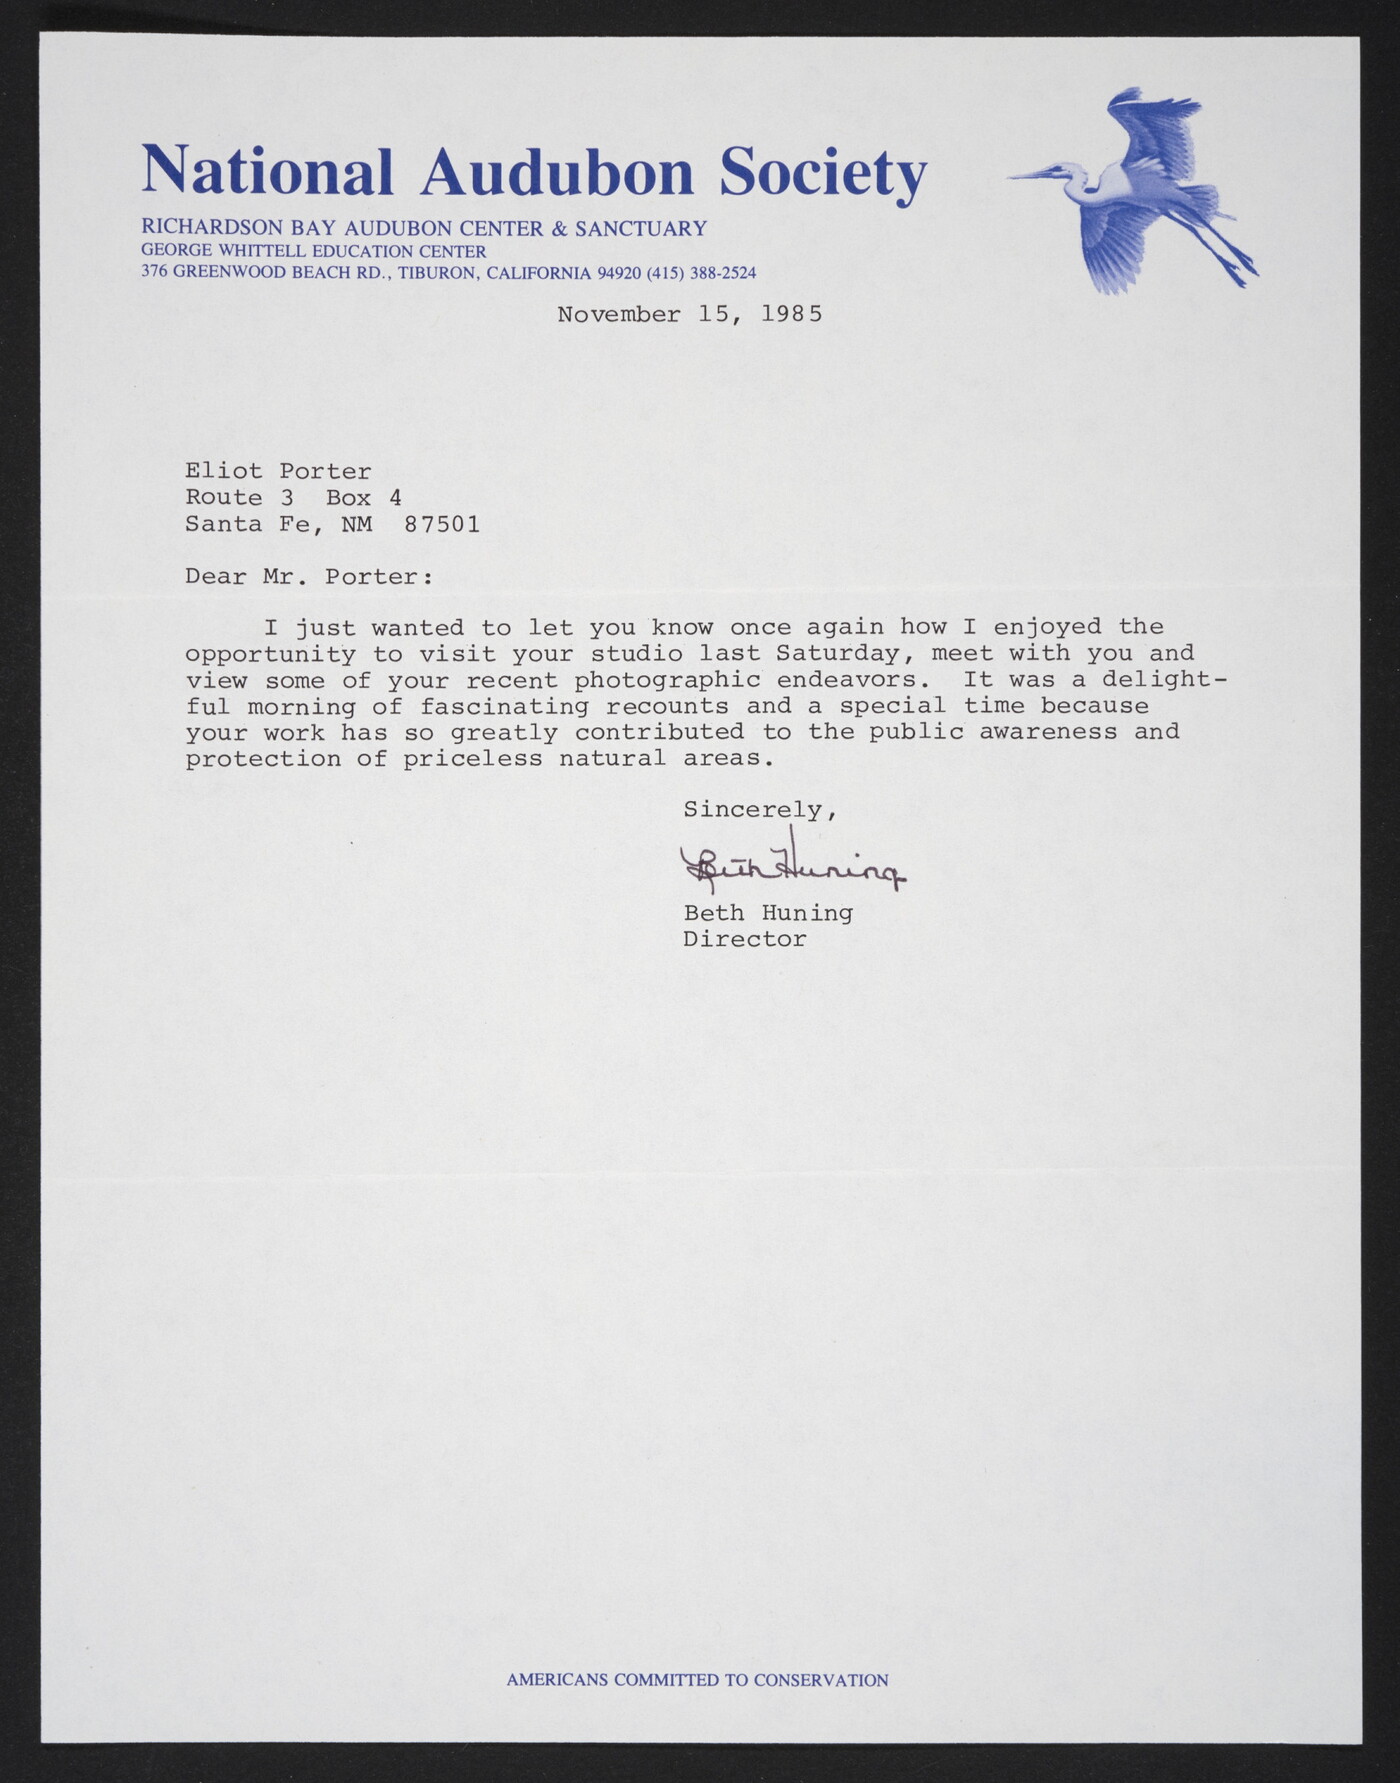 National Audubon Society
RICHARDSON BAY AUDUBON CENTER & SANCTUARY
GEORGE WHITTELL EDUCATION CENTER
376 GREENWOOD BEACH RD., TIBURON, CALIFORNIA 94920 (415) 388-2524
November 15, 1985
Eliot Porter
Route 3  Box 4
Santa Fe, NM  87501
Dear Mr. Porter:
I just wanted to let you know once again how I enjoyed the
opportunity to visit your studio last Saturday, meet with you and
view some of your recent photographic endeavors.  It was a delight-
ful morning of fascinating recounts and a special time because
your work has so greatly contributed to the public awareness and
protection of priceless natural areas.
Sincerely,
Beth Huning
Beth Huning
Director
AMERICANS COMMITTED TO CONSERVATION